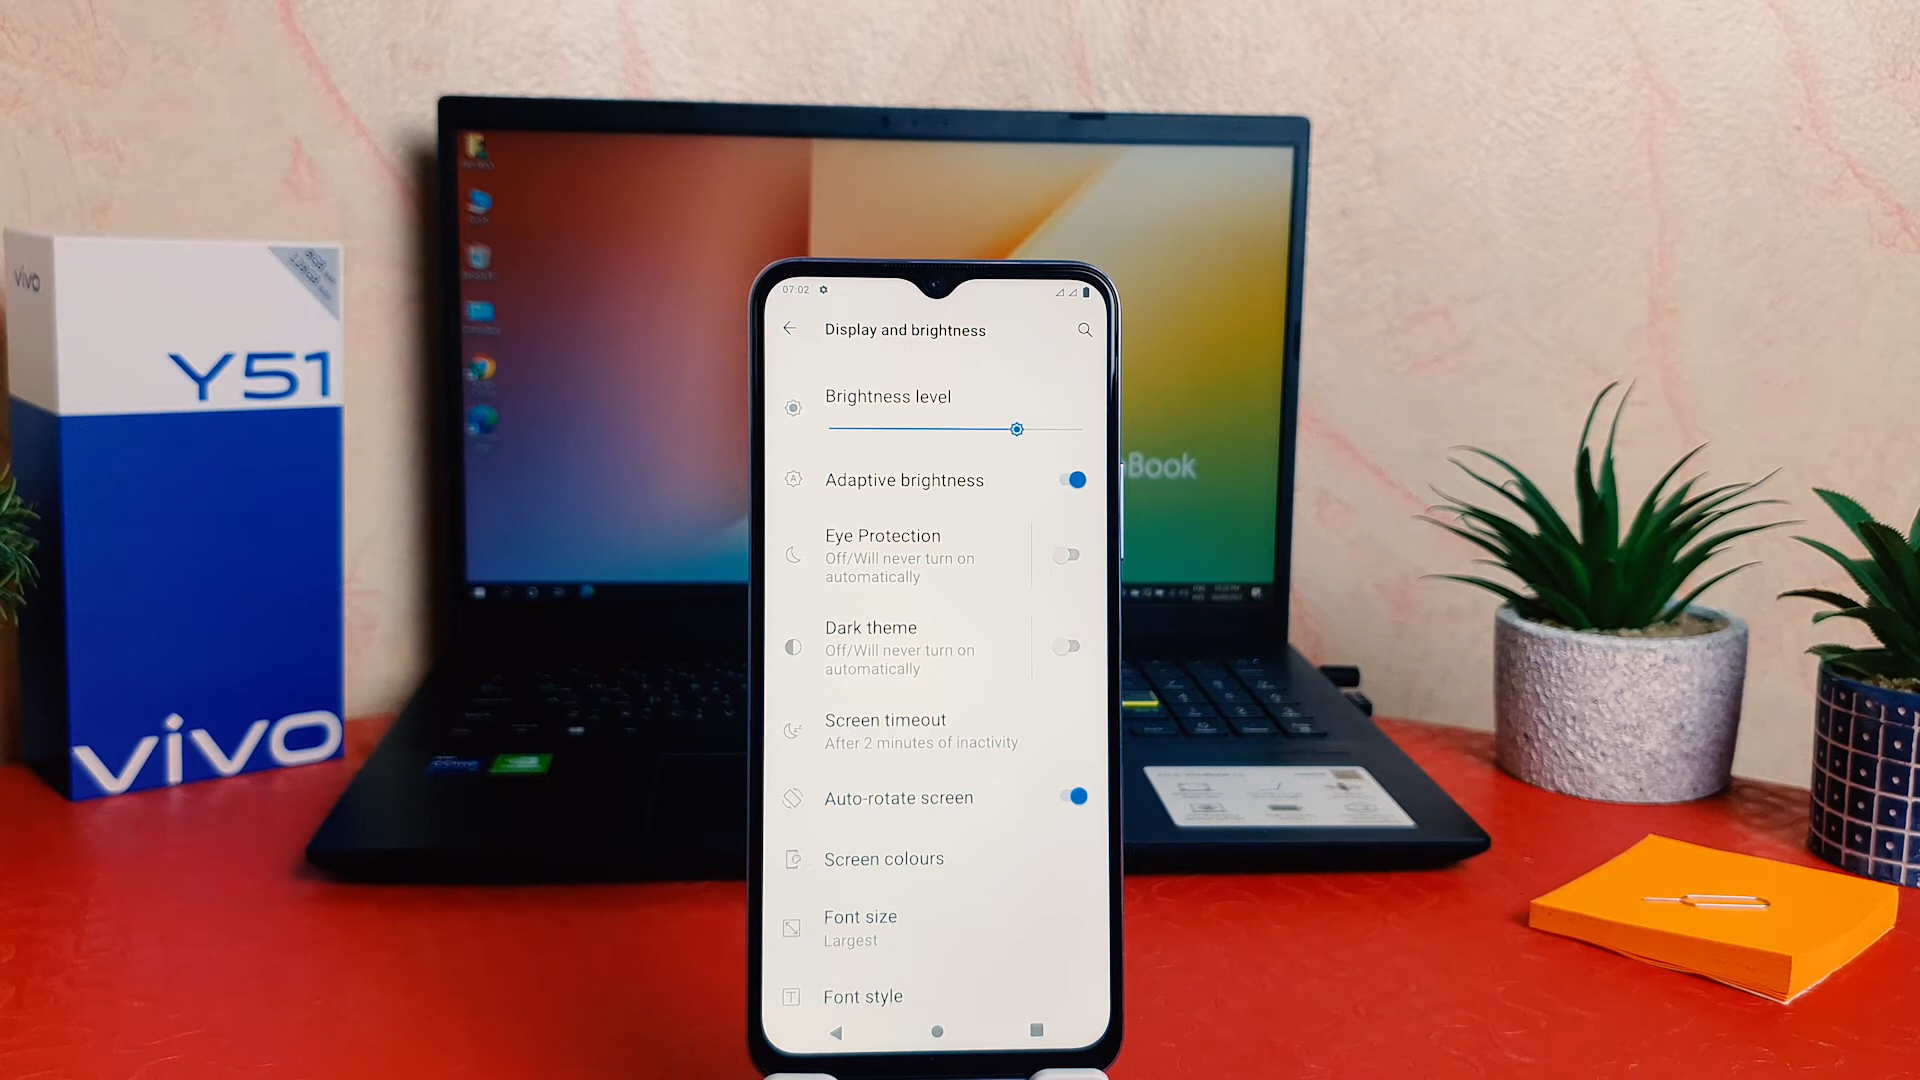 vivo
Y51
vivo
Book
07:02
Display and brightness
Brightness level
Adaptive brightness
Eye Protection
Off/Will never turn on
automatically
Dark theme
Off/Will never turn on
automatically
Screen timeout
After 2 minutes of inactivity
Auto-rotate screen
Screen colours
Font size
Largest
Font style